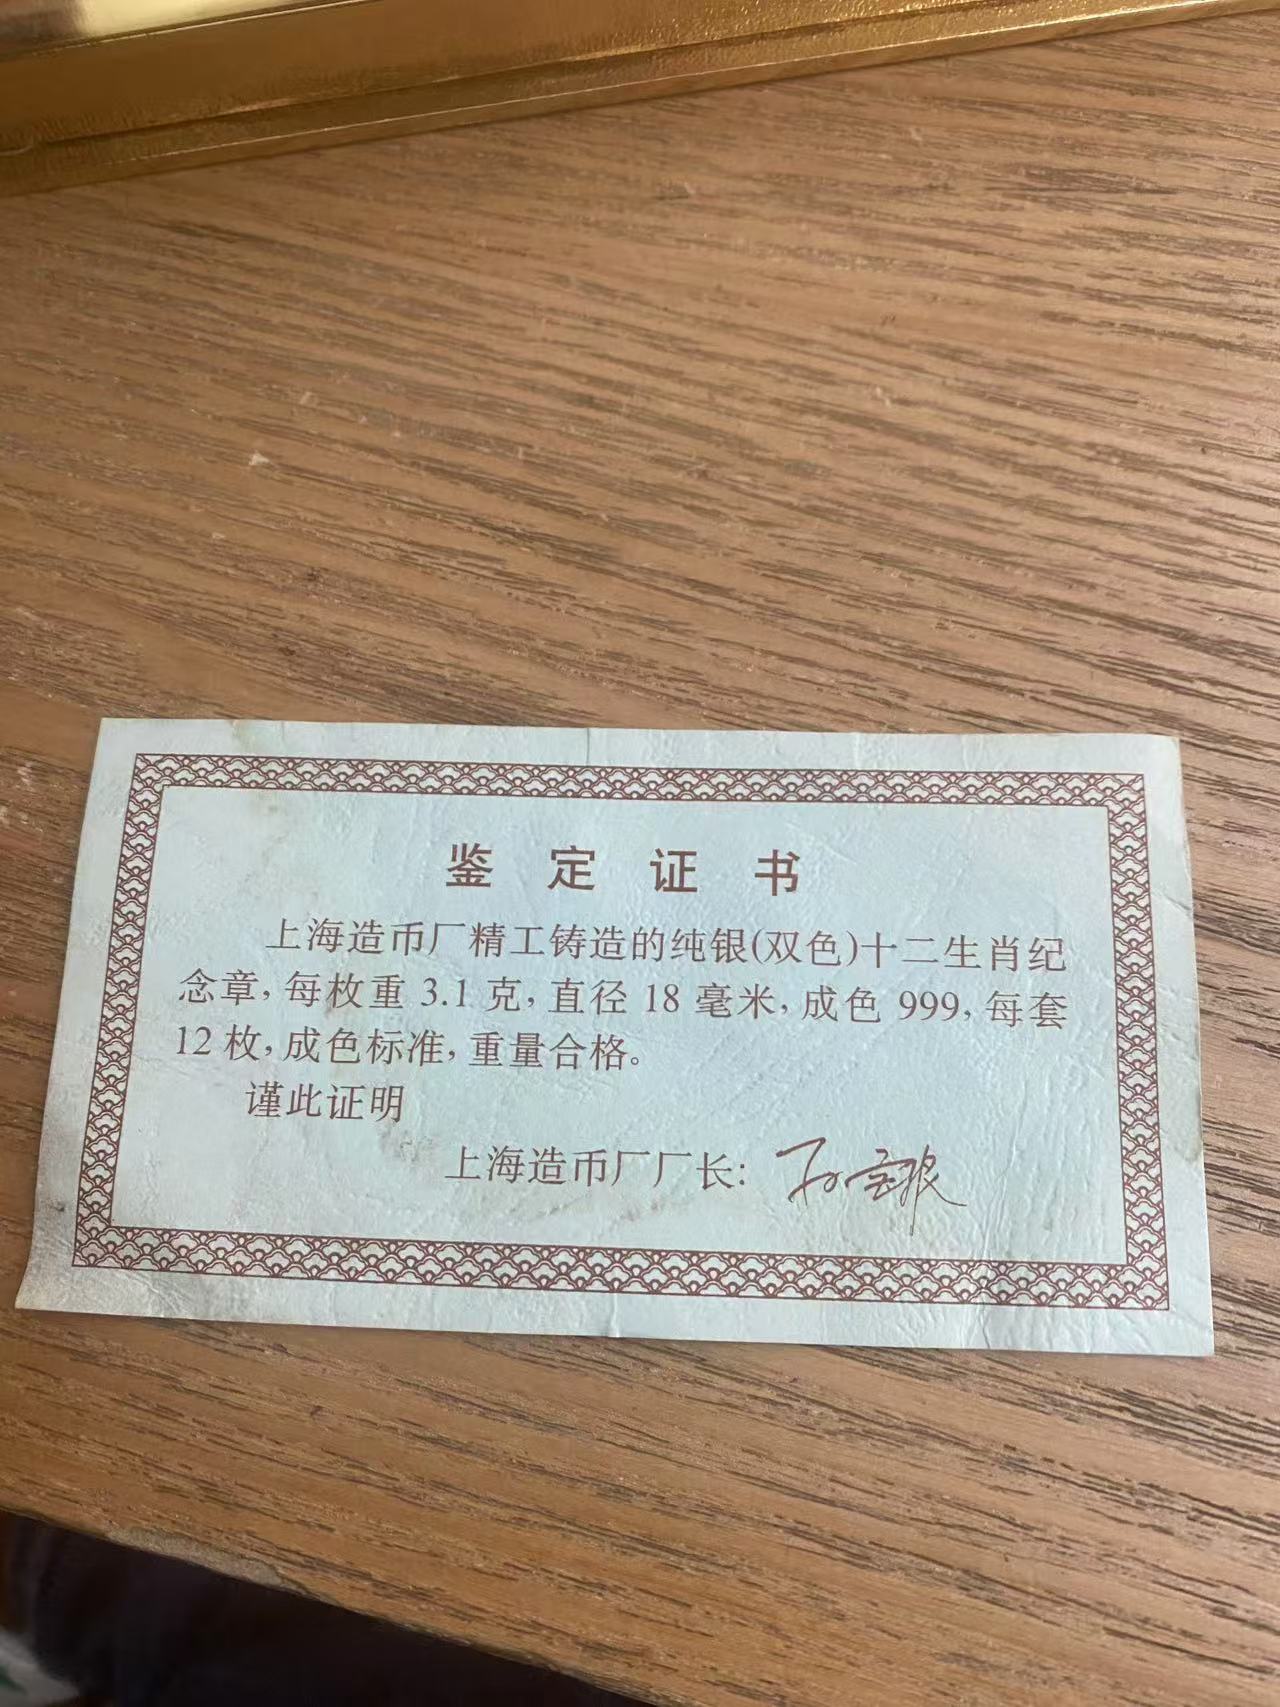 鉴定证书
上海造币厂精工铸造的纯银(双色)十二生肖纪
念章,每枚重 3.1 克,直径 18 毫米,成色 999,每套
12 枚,成色标准,重量合格。
谨此证明
上海造币厂厂长: